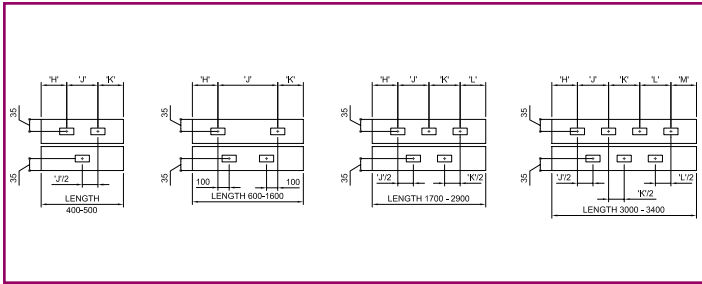 'H' 'J' 'K'
35
35
'J'/2
LENGTH
400-500
'H' 'J' 'K'
35
35
100 100
LENGTH 600-1600
'H' 'J' 'K' 'L'
35
35
'J'/2 'K'/2
LENGTH 1700 - 2900
'H' 'J' 'K' 'L' 'M'
35
35
'J'/2 'L'/2
'K'/2
LENGTH 3000 - 3400